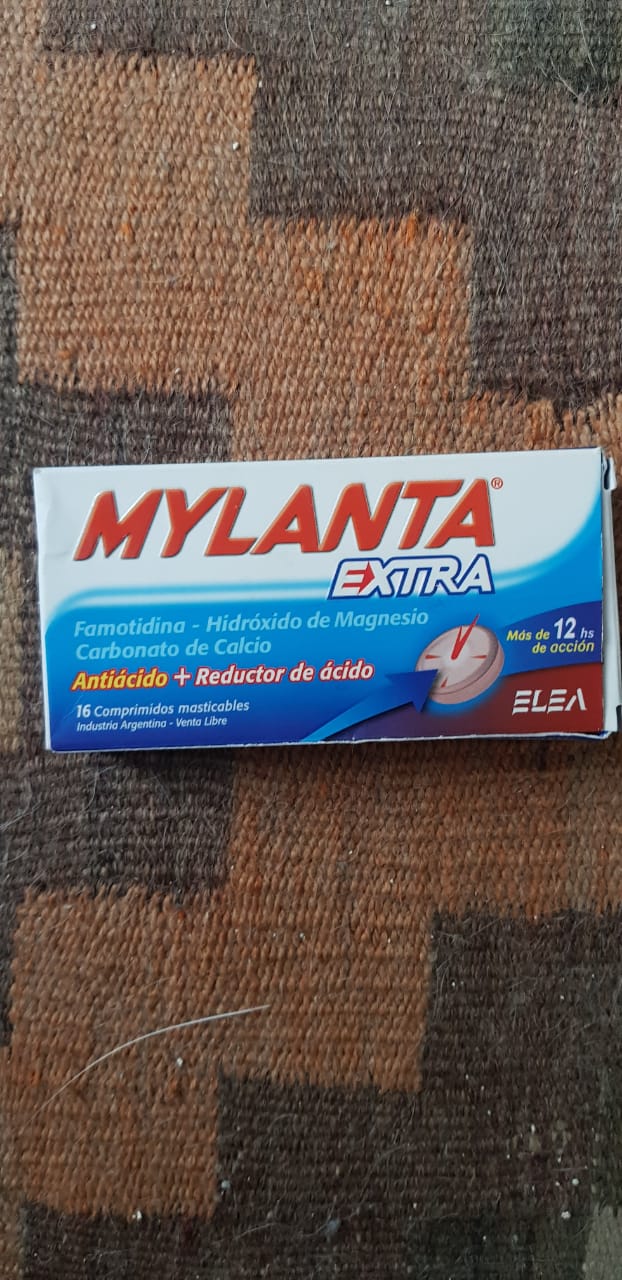 MYLANTA®
EXTRA
Famotidina - Hidróxido de Magnesio
Carbonato de Calcio
Antiácido + Reductor de ácido
16 Comprimidos masticables
Industria Argentina - Venta Libre
Más de 12 hs
de acción
ELEA